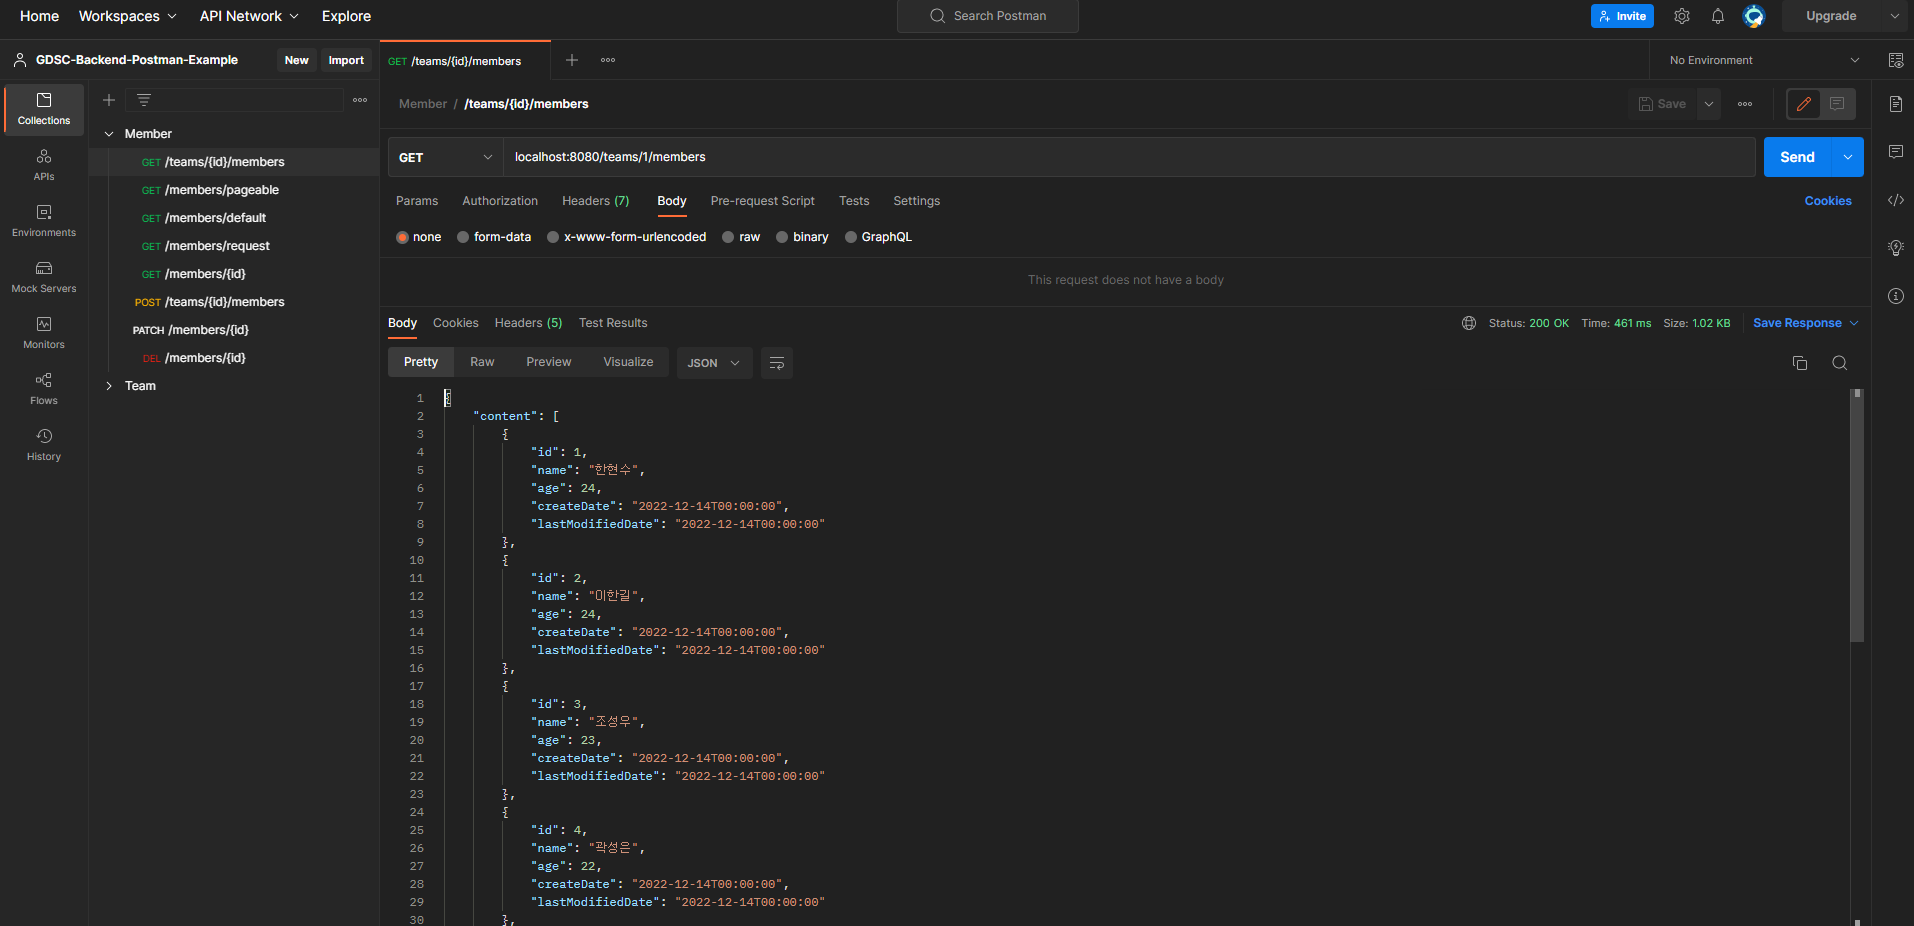 Home Workspaces API Network Explore Search Postman Invite Upgrade
GDSC-Backend-Postman-Example New Import
GET /teams/{id}/members
No Environment
Collections
APIs
Environments
Mock Servers
Monitors
Flows
History
Member
GET /teams/{id}/members
GET /members/pageable
GET /members/default
GET /members/request
GET /members/{id}
POST /teams/{id}/members
PATCH /members/{id}
DEL /members/{id}
Team
Member / /teams/{id}/members Save
GET localhost:8080/teams/1/members Send
Params Authorization Headers (7) Body Pre-request Script Tests Settings Cookies
none form-data x-www-form-urlencoded raw binary GraphQL
This request does not have a body
Body Cookies Headers (5) Test Results Status: 200 OK Time: 461 ms Size: 1.02 KB Save Response
Pretty Raw Preview Visualize JSON
1 {
2 "content": [
3 {
4 "id": 1,
5 "name": "한현수",
6 "age": 24,
7 "createDate": "2022-12-14T00:00:00",
8 "lastModifiedDate": "2022-12-14T00:00:00"
9 },
10 {
11 "id": 2,
12 "name": "이한길",
13 "age": 24,
14 "createDate": "2022-12-14T00:00:00",
15 "lastModifiedDate": "2022-12-14T00:00:00"
16 },
17 {
18 "id": 3,
19 "name": "조성우",
20 "age": 23,
21 "createDate": "2022-12-14T00:00:00",
22 "lastModifiedDate": "2022-12-14T00:00:00"
23 },
24 {
25 "id": 4,
26 "name": "곽성은",
27 "age": 22,
28 "createDate": "2022-12-14T00:00:00",
29 "lastModifiedDate": "2022-12-14T00:00:00"
30 },